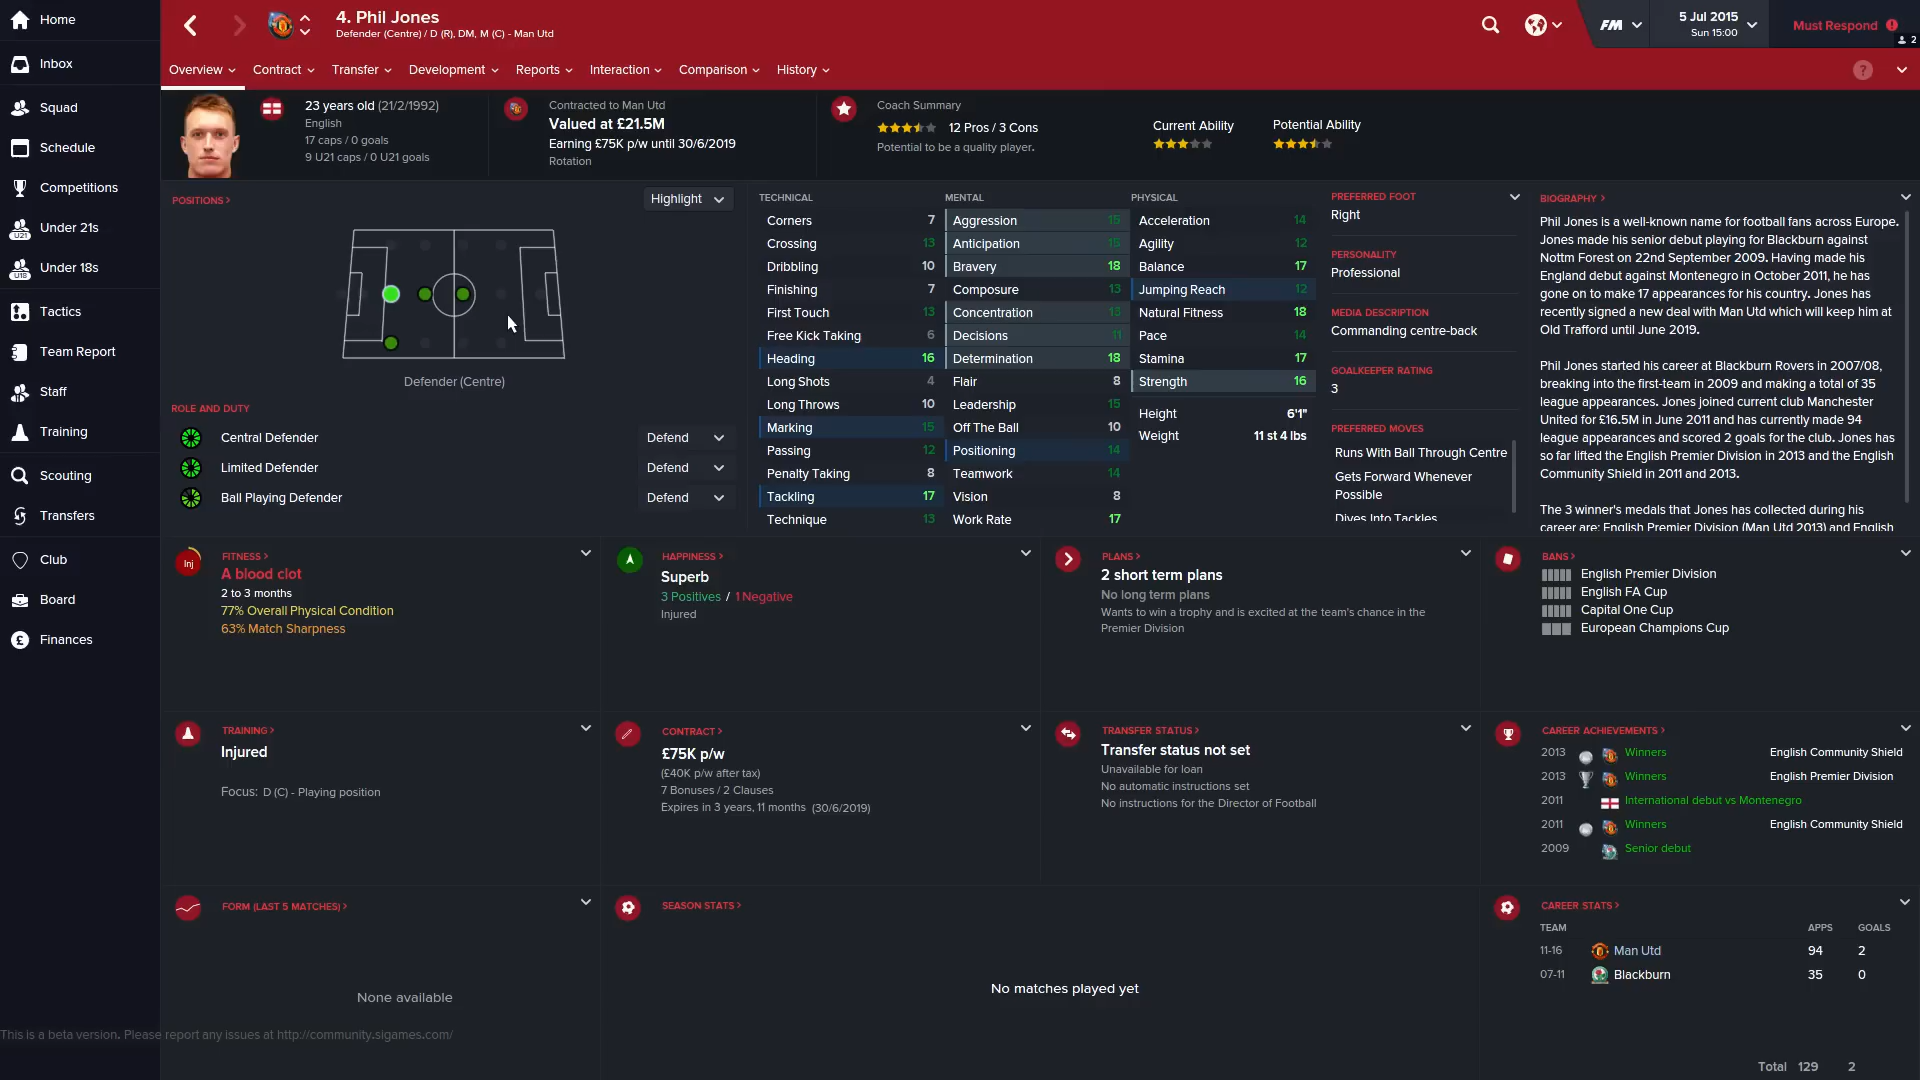 Home
Inbox
Squad
Schedule
Competitions
U21
Under 21s
U18
Under 18s
Tactics
Team Report
Staff
Training
Scouting
Transfers
Club
Board
Finances
4. Phil Jones
Defender (Centre) / D (R), DM, M (C) - Man Utd
FM
5 Jul 2015
Sun 15:00
Must Respond
2
Overview
Contract
Transfer
Development
Reports
Interaction
Comparison
History
?
23 years old (21/2/1992)
English
17 caps / 0 goals
9 U21 caps / 0 U21 goals
Contracted to Man Utd
Valued at £21.5M
Earning £75K p/w until 30/6/2019
Rotation
Coach Summary
12 Pros / 3 Cons
Potential to be a quality player.
Current Ability
Potential Ability
POSITIONS >
Highlight
Defender (Centre)
ROLE AND DUTY
Central Defender Defend
Limited Defender Defend
Ball Playing Defender Defend
TECHNICAL
Corners 7
Crossing 13
Dribbling 10
Finishing 7
First Touch 13
Free Kick Taking 6
Heading 16
Long Shots 4
Long Throws 10
Marking 15
Passing 12
Penalty Taking 8
Tackling 17
Technique 13
MENTAL
Aggression 15
Anticipation 15
Bravery 18
Composure 13
Concentration 13
Decisions 11
Determination 18
Flair 8
Leadership 15
Off The Ball 10
Positioning 14
Teamwork 14
Vision 8
Work Rate 17
PHYSICAL
Acceleration 14
Agility 12
Balance 17
Jumping Reach 12
Natural Fitness 18
Pace 14
Stamina 17
Strength 16
Height 6'1"
Weight 11 st 4 lbs
PREFERRED FOOT
Right
PERSONALITY
Professional
MEDIA DESCRIPTION
Commanding centre-back
GOALKEEPER RATING
3
PREFERRED MOVES
Runs With Ball Through Centre
Gets Forward Whenever
Possible
Dives Into Tackles
BIOGRAPHY >
Phil Jones is a well-known name for football fans across Europe.
Jones made his senior debut playing for Blackburn against
Nottm Forest on 22nd September 2009. Having made his
England debut against Montenegro in October 2011, he has
gone on to make 17 appearances for his country. Jones has
recently signed a new deal with Man Utd which will keep him at
Old Trafford until June 2019.
Phil Jones started his career at Blackburn Rovers in 2007/08,
breaking into the first-team in 2009 and making a total of 35
league appearances. Jones joined current club Manchester
United for £16.5M in June 2011 and has currently made 94
league appearances and scored 2 goals for the club. Jones has
so far lifted the English Premier Division in 2013 and the English
Community Shield in 2011 and 2013.
The 3 winner's medals that Jones has collected during his
career are: English Premier Division (Man Utd 2013) and English
Inj
FITNESS >
A blood clot
2 to 3 months
77% Overall Physical Condition
63% Match Sharpness
HAPPINESS >
Superb
3 Positives / 1 Negative
Injured
PLANS >
2 short term plans
No long term plans
Wants to win a trophy and is excited at the team's chance in the
Premier Division
BANS >
English Premier Division
English FA Cup
Capital One Cup
European Champions Cup
TRAINING >
Injured
Focus: D (C) - Playing position
CONTRACT >
£75K p/w
(£40K p/w after tax)
7 Bonuses / 2 Clauses
Expires in 3 years, 11 months (30/6/2019)
TRANSFER STATUS >
Transfer status not set
Unavailable for loan
No automatic instructions set
No instructions for the Director of Football
CAREER ACHIEVEMENTS >
2013 Winners English Community Shield
2013 Winners English Premier Division
2011 International debut vs Montenegro
2011 Winners English Community Shield
2009 Senior debut
FORM (LAST 5 MATCHES) >
None available
SEASON STATS >
No matches played yet
CAREER STATS >
TEAM APPS GOALS
11-16 Man Utd 94 2
07-11 Blackburn 35 0
Total 129 2
This is a beta version. Please report any issues at http://community.sigames.com/